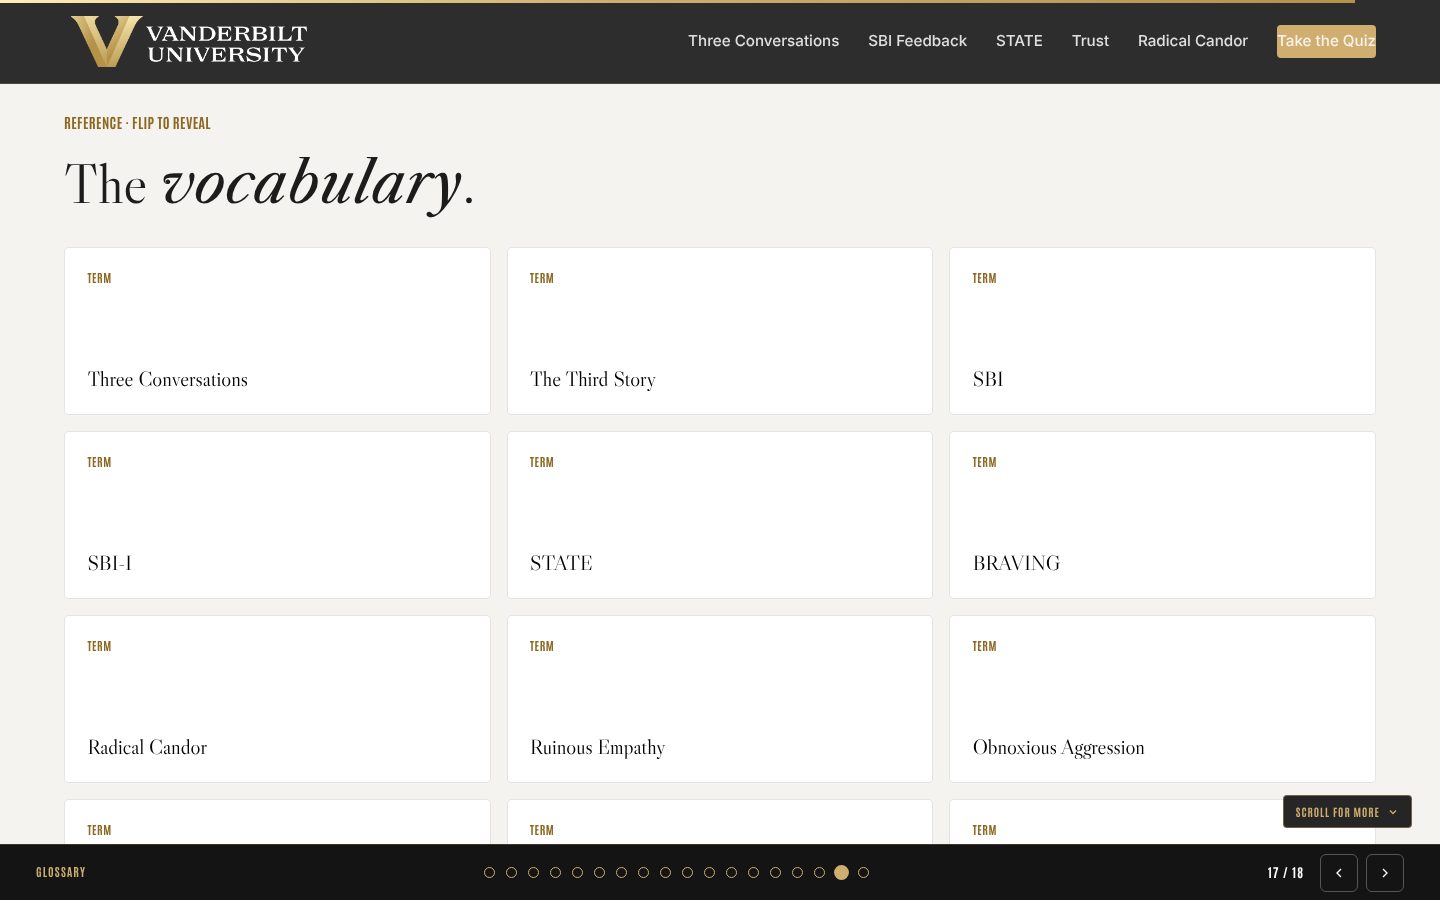 VANDERBILT
UNIVERSITY
Three Conversations
SBI Feedback
STATE
Trust
Radical Candor
Take the Quiz
REFERENCE · FLIP TO REVEAL
The vocabulary.
TERM
Three Conversations
TERM
The Third Story
TERM
SBI
TERM
SBI-I
TERM
STATE
TERM
BRAVING
TERM
Radical Candor
TERM
Ruinous Empathy
TERM
Obnoxious Aggression
TERM
TERM
TERM
SCROLL FOR MORE
GLOSSARY
17 / 18